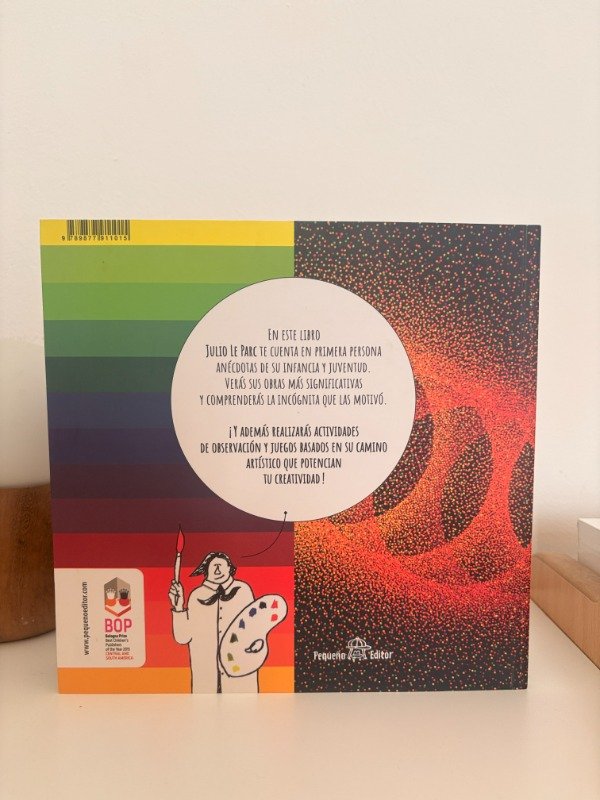 9789877911015
En este libro
Julio Le Parc te cuenta en primera persona
anécdotas de su infancia y juventud.
Verás sus obras más significativas
y comprenderás la incógnita que las motivó.
¡Y además realizarás actividades
de observación y juegos basados en su camino
artístico que potencian
tu creatividad!
www.pequenoeditor.com
BOP
Bologna Prize
Best Children's
Publishers
of the Year 2015
CENTRAL AND
SOUTH AMERICA
Pequeño Editor